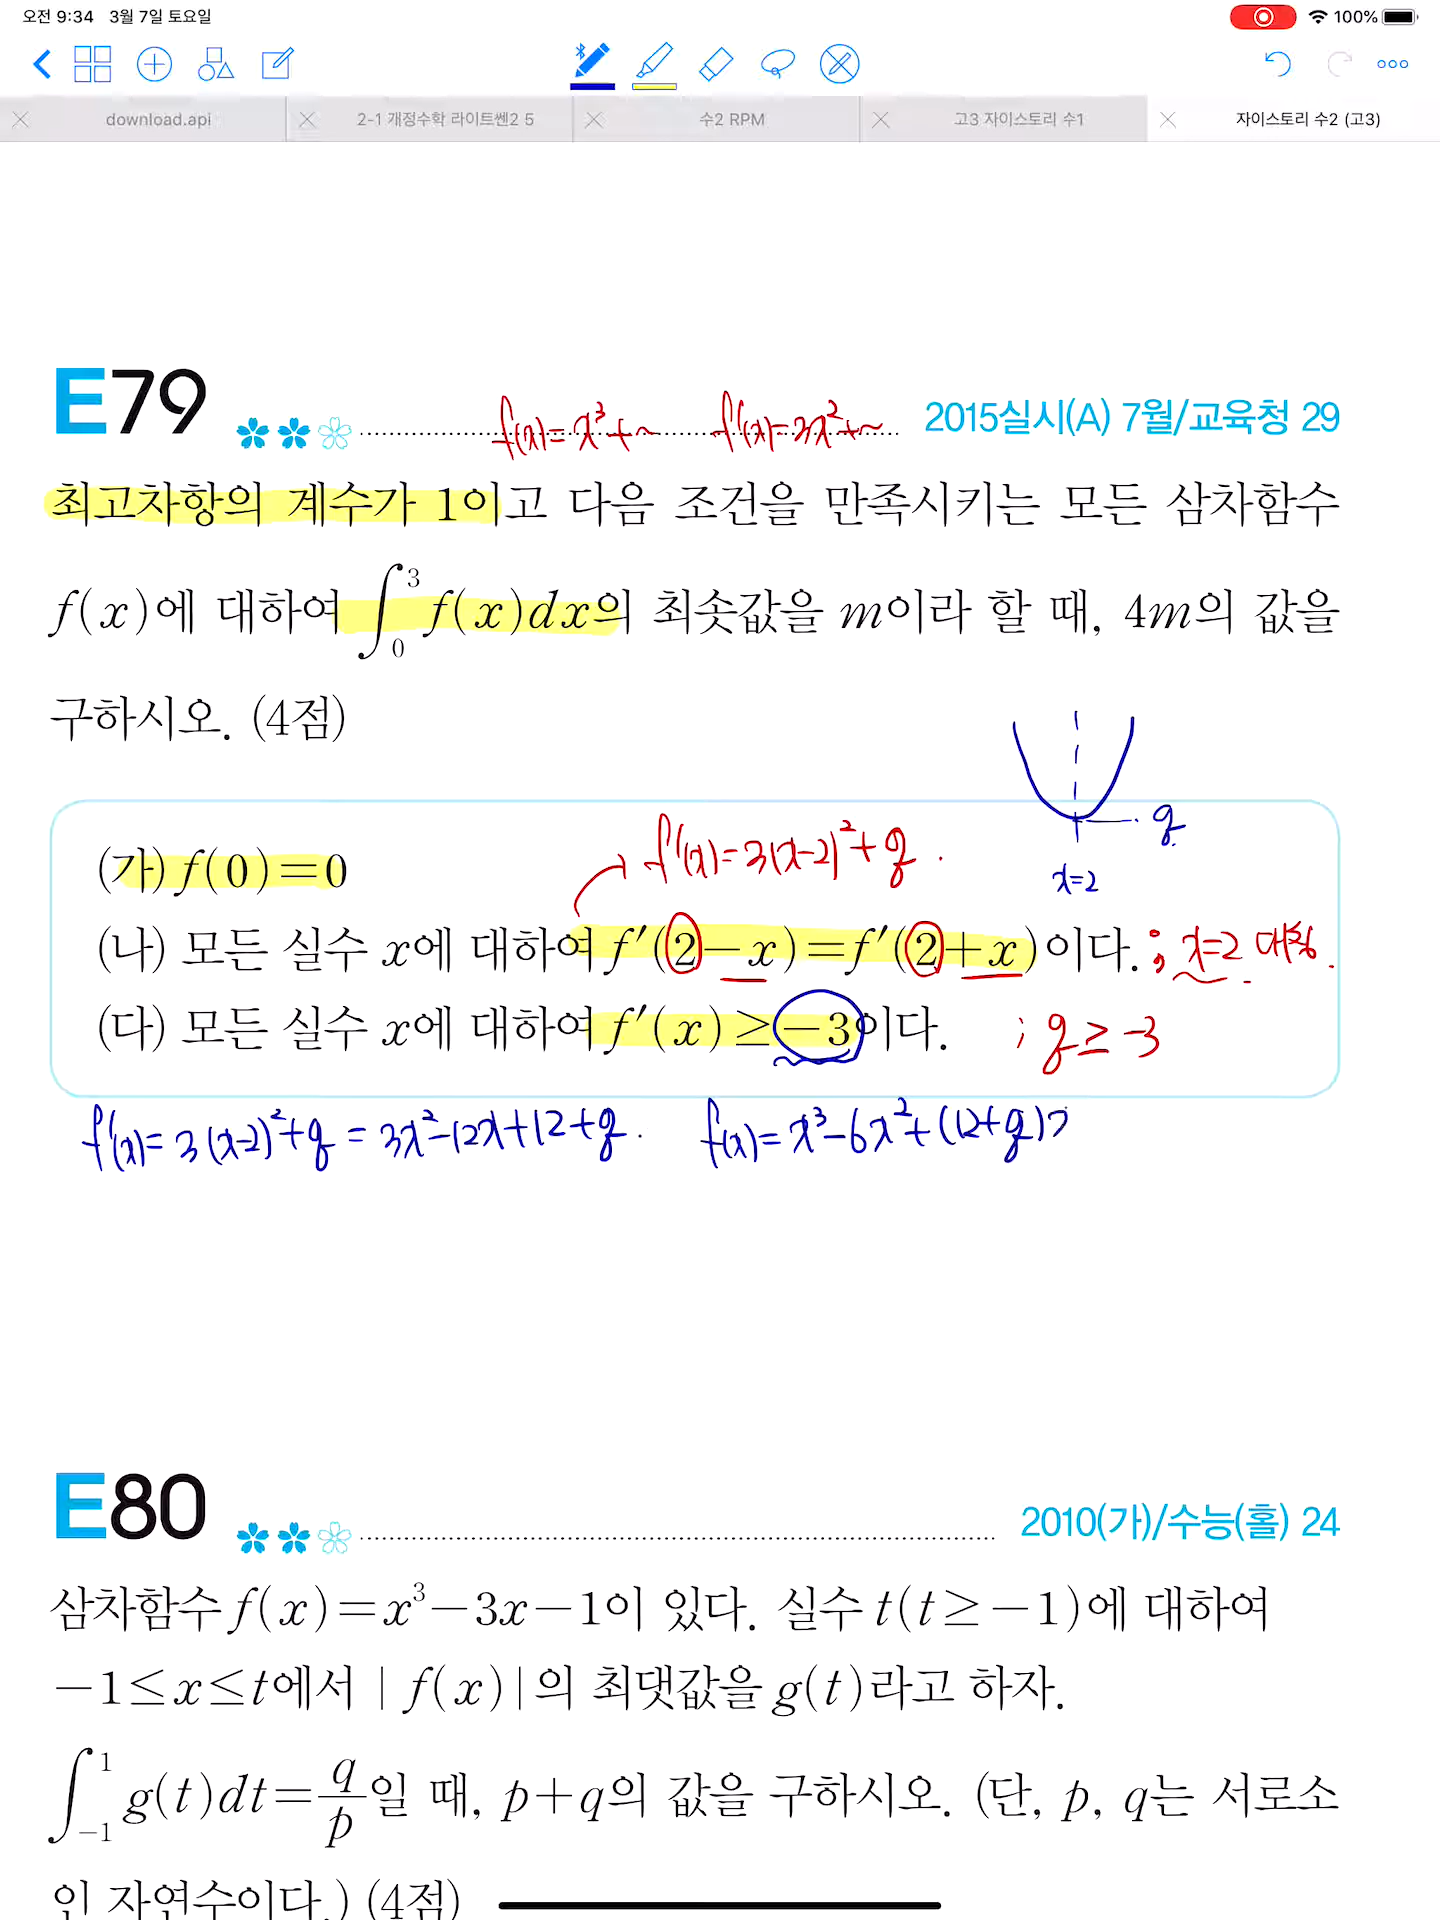 오전 9:34 3월 7일 토요일 100%
download.api 2-1 개정수학 라이트쎈2 5 수2 RPM 고3 자이스토리 수1 자이스토리 수2 (고3)
E79 f(x)=x³+~ f'(x)=3x²+~ 2015실시(A) 7월/교육청 29
최고차항의 계수가 1이고 다음 조건을 만족시키는 모든 삼차함수
f(x)에 대하여 ∫₀³ f(x)dx의 최솟값을 m이라 할 때, 4m의 값을
구하시오. (4점)
q
x=2
f'(x)=3(x-2)²+q.
(가) f(0)=0
(나) 모든 실수 x에 대하여 f′(2-x)=f′(2+x)이다. ; x=2 대칭.
(다) 모든 실수 x에 대하여 f′(x)≥-3이다. ; q≥-3
f'(x)=3(x-2)²+q=3x²-12x+12+q. f(x)=x³-6x²+(12+q)
E80 2010(가)/수능(홀) 24
삼차함수 f(x)=x³-3x-1이 있다. 실수 t(t≥-1)에 대하여
-1≤x≤t에서 |f(x)|의 최댓값을 g(t)라고 하자.
∫₋₁¹ g(t)dt=q/p일 때, p+q의 값을 구하시오. (단, p, q는 서로소
인 자연수이다.) (4점)